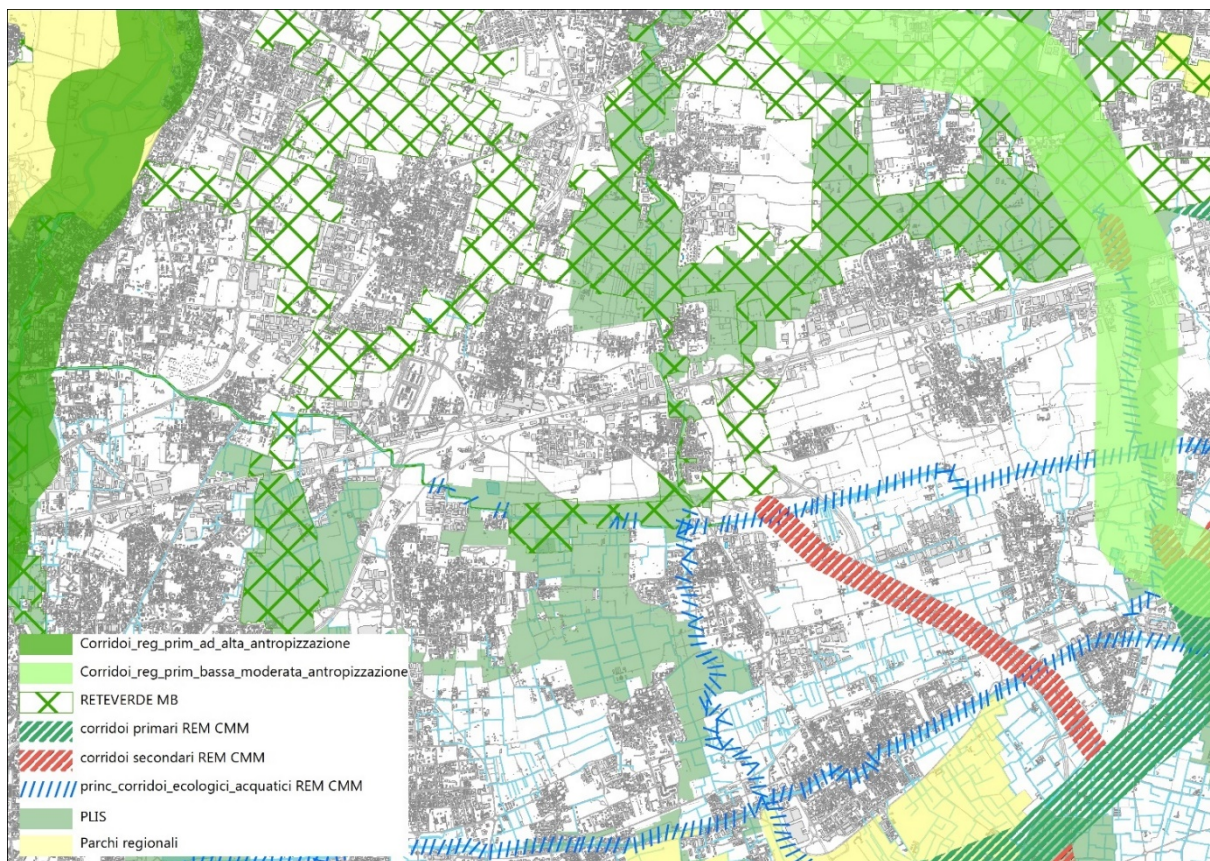 Corridoi_reg_prim_ad_alta_antropizzazione
Corridoi_reg_prim_bassa_moderata_antropizzazione
RETEVERDE MB
corridoi primari REM CMM
corridoi secondari REM CMM
princ_corridoi_ecologici_acquatici REM CMM
PLIS
Parchi regionali